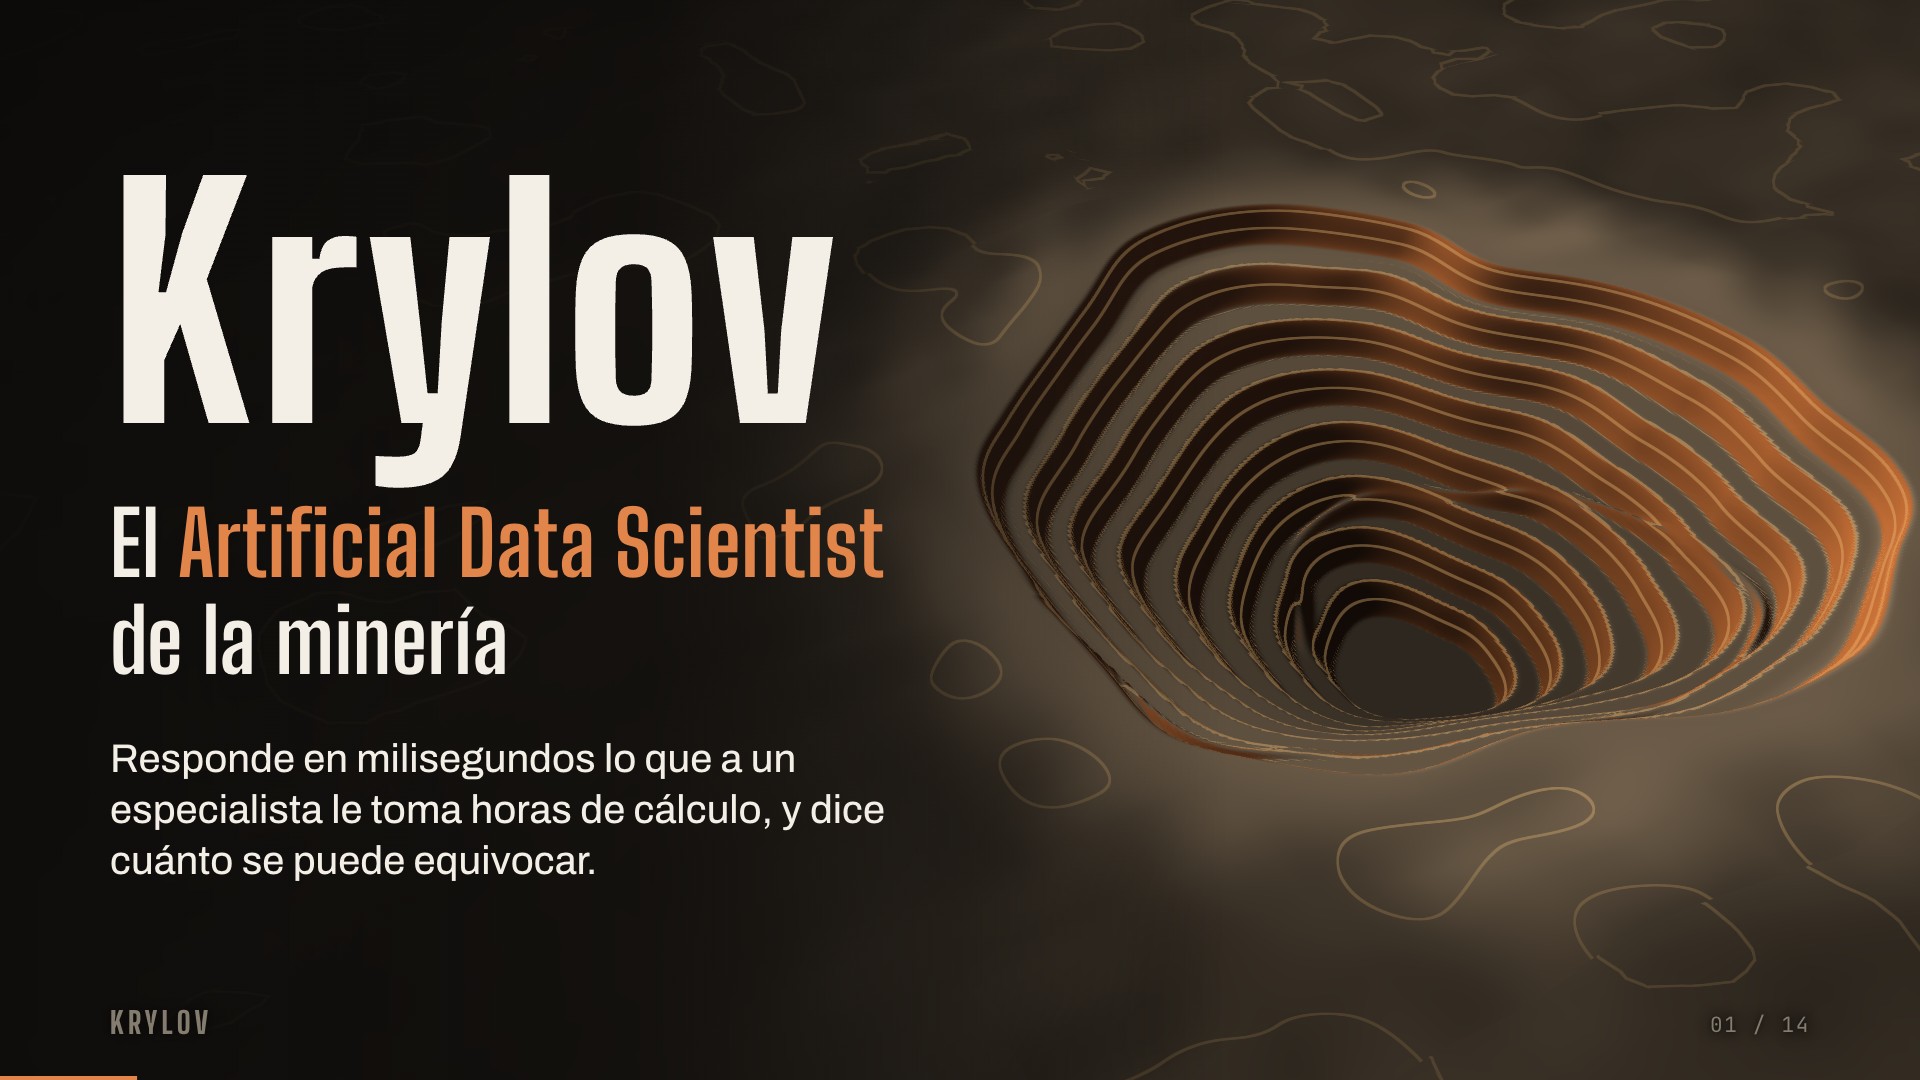 Krylov
El Artificial Data Scientist
de la minería
Responde en milisegundos lo que a un
especialista le toma horas de cálculo, y dice
cuánto se puede equivocar.
KRYLOV
01 / 14